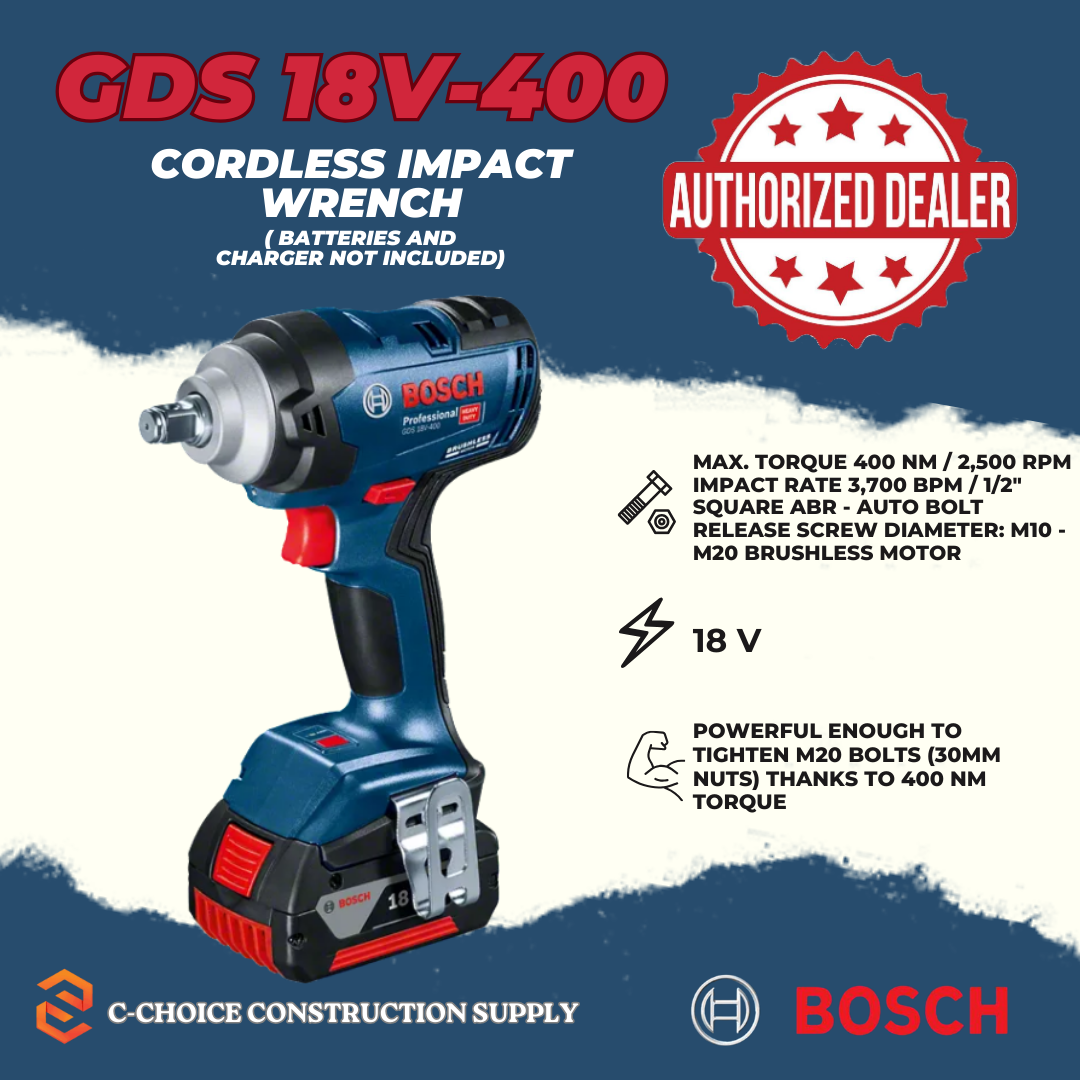 GDS 18V-400
CORDLESS IMPACT
WRENCH
( BATTERIES AND
CHARGER NOT INCLUDED)
AUTHORIZED DEALER
BOSCH
Professional
HEAVY
DUTY
GDS 18V-400
BRUSHLESS
MAX. TORQUE 400 NM / 2,500 RPM
IMPACT RATE 3,700 BPM / 1/2"
SQUARE ABR - AUTO BOLT
RELEASE SCREW DIAMETER: M10 -
M20 BRUSHLESS MOTOR
18 V
POWERFUL ENOUGH TO
TIGHTEN M20 BOLTS (30MM
NUTS) THANKS TO 400 NM
TORQUE
BOSCH 18
C-CHOICE CONSTRUCTION SUPPLY
BOSCH